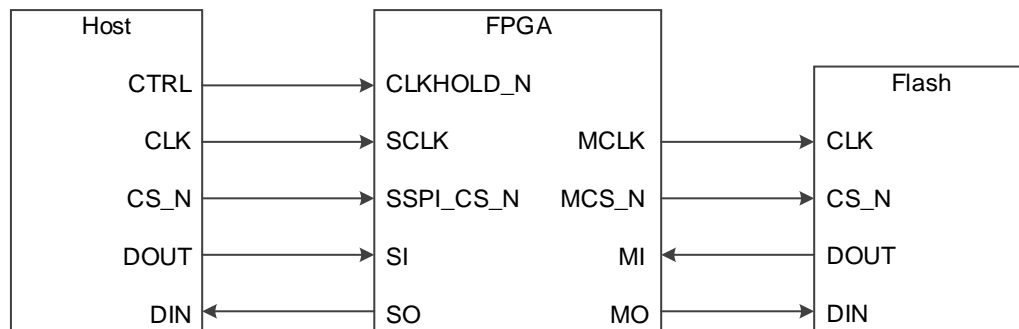 Host FPGA
CTRL CLKHOLD_N Flash
CLK SCLK MCLK CLK
CS_N SSPI_CS_N MCS_N CS_N
DOUT SI MI DOUT
DIN SO MO DIN